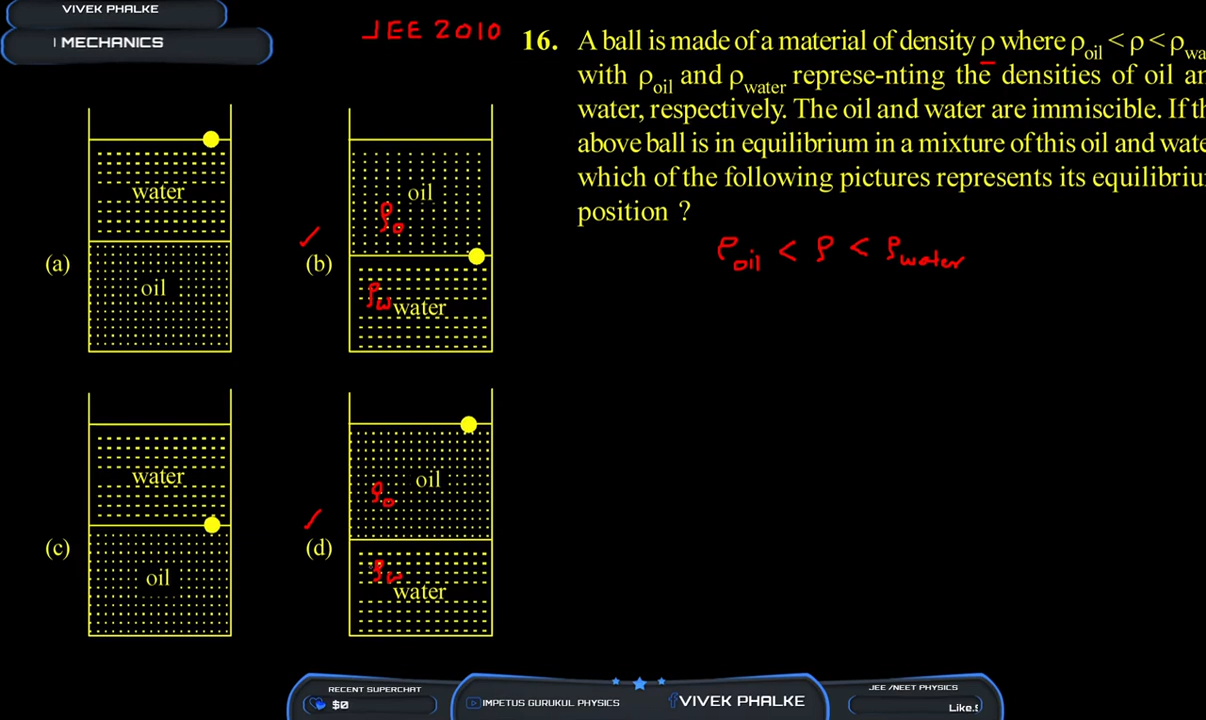 VIVEK PHALKE
| MECHANICS
JEE 2010
16. A ball is made of a material of density ρ where ρoil < ρ < ρwa
with ρoil and ρwater represe-nting the densities of oil an
water, respectively. The oil and water are immiscible. If th
above ball is in equilibrium in a mixture of this oil and wate
which of the following pictures represents its equilibriu
position ?
ρoil < ρ < ρwater
water
(a)
oil
oil
ρo
(b)
ρw water
water
(c)
oil
oil
ρo
(d)
ρw
water
RECENT SUPERCHAT
$0
IMPETUS GURUKUL PHYSICS
VIVEK PHALKE
JEE /NEET PHYSICS
Like.